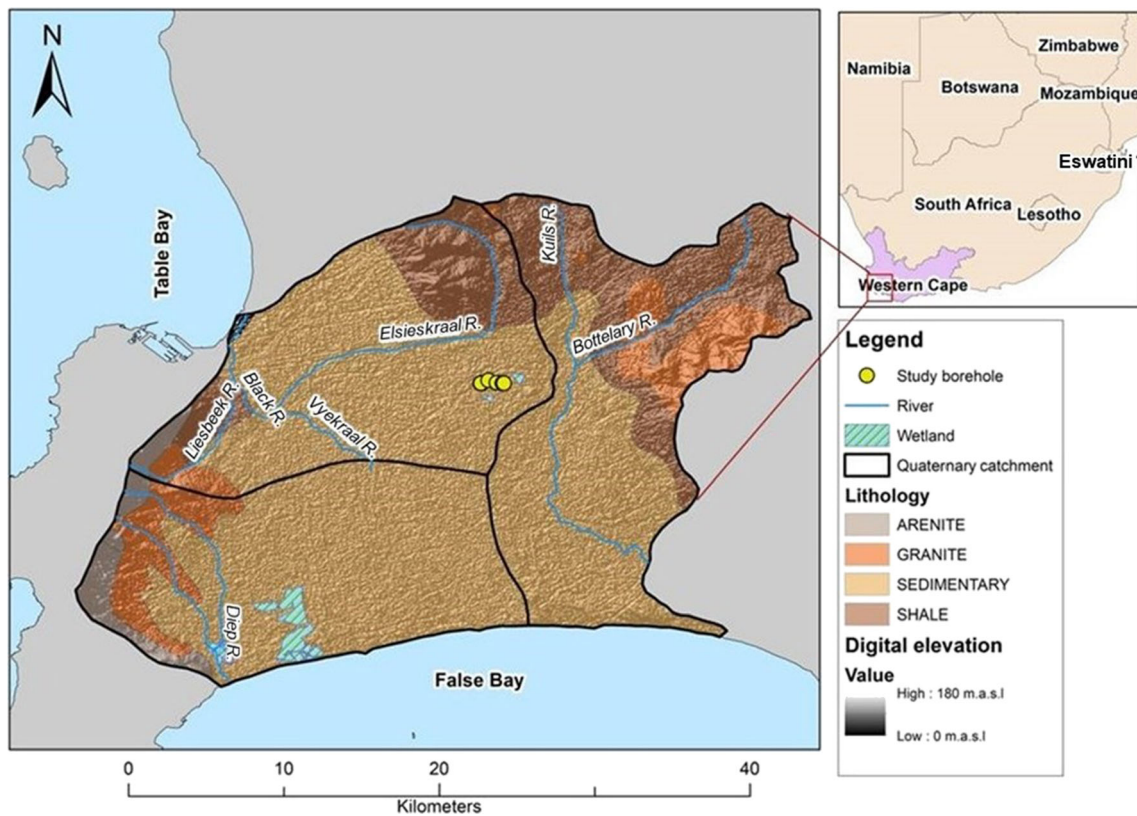 N
Table Bay
Elsieskraal R.
Kuils R.
Bottelary R.
Liesbeek R.
Black R.
Vyekraal R.
Diep R.
False Bay
0 10 20 40
Kilometers
Zimbabwe
Namibia
Botswana
Mozambique
Eswatini
South Africa
Lesotho
Western Cape
Legend
Study borehole
River
Wetland
Quaternary catchment
Lithology
ARENITE
GRANITE
SEDIMENTARY
SHALE
Digital elevation
Value
High : 180 m.a.s.l
Low : 0 m.a.s.l